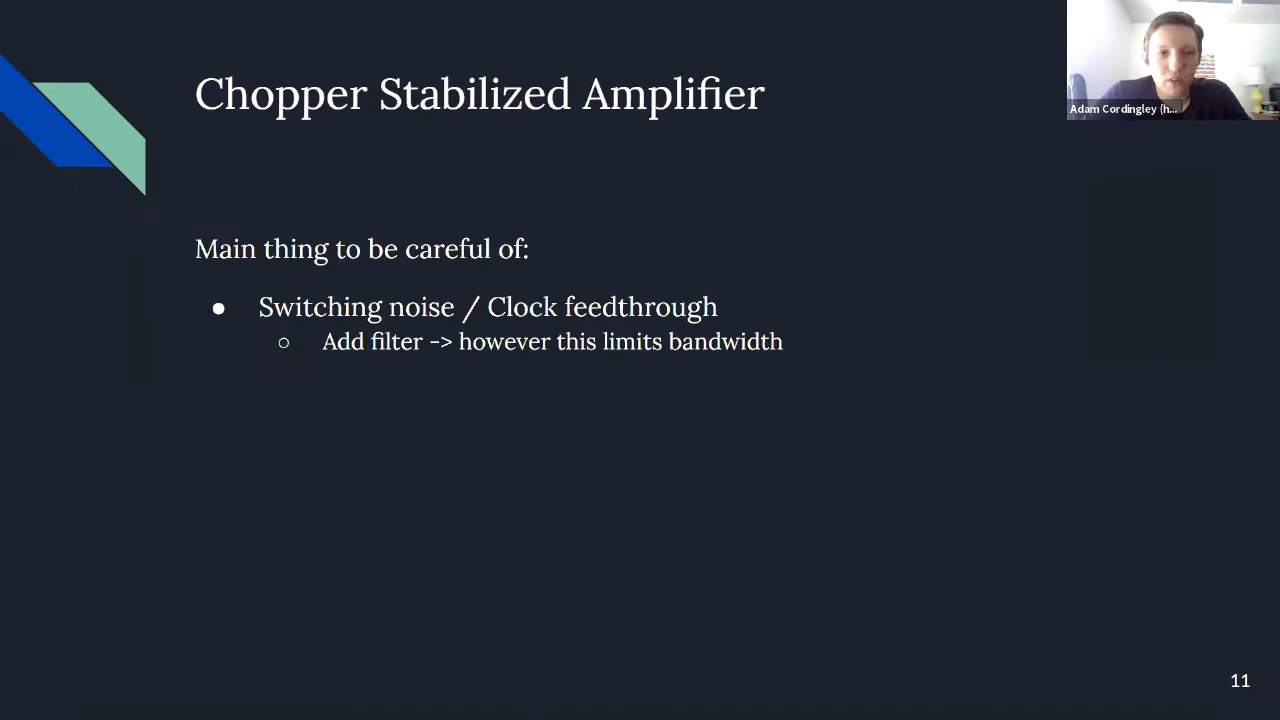 Chopper Stabilized Amplifier
Adam Cordingley (h...
Main thing to be careful of:
● Switching noise / Clock feedthrough
○ Add filter -> however this limits bandwidth
11